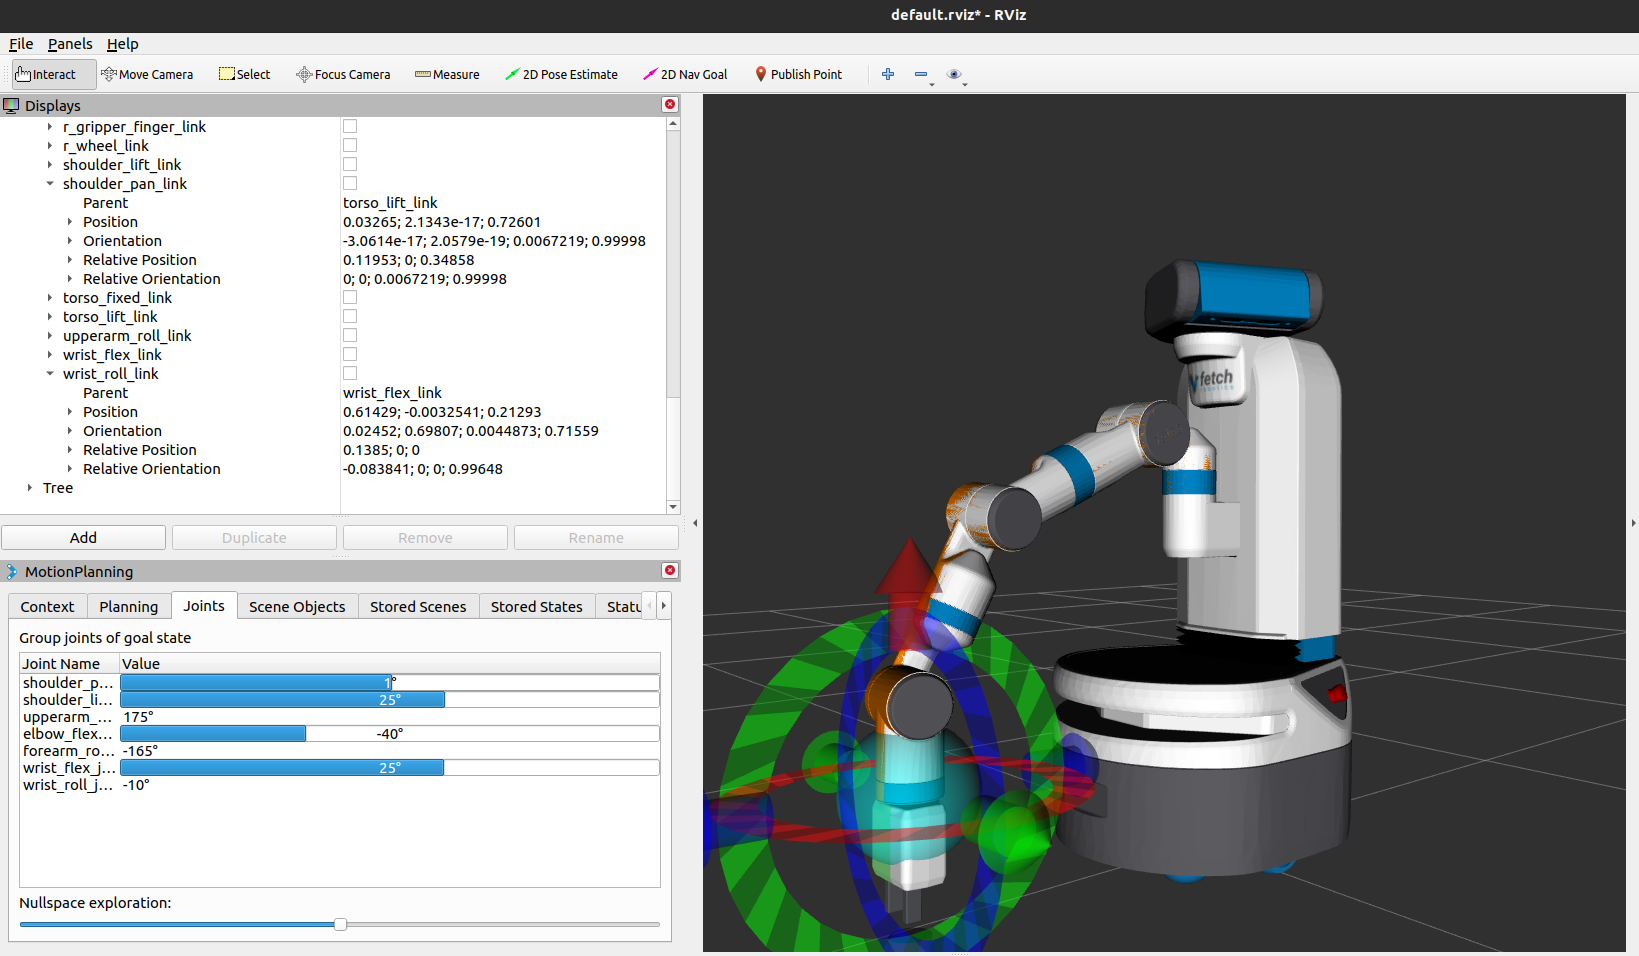 default.rviz* - RViz
File Panels Help
Interact Move Camera Select Focus Camera Measure 2D Pose Estimate 2D Nav Goal Publish Point
Displays
r_gripper_finger_link
r_wheel_link
shoulder_lift_link
shoulder_pan_link
Parent torso_lift_link
Position 0.03265; 2.1343e-17; 0.72601
Orientation -3.0614e-17; 2.0579e-19; 0.0067219; 0.99998
Relative Position 0.11953; 0; 0.34858
Relative Orientation 0; 0; 0.0067219; 0.99998
torso_fixed_link
torso_lift_link
upperarm_roll_link
wrist_flex_link
wrist_roll_link
Parent wrist_flex_link
Position 0.61429; -0.0032541; 0.21293
Orientation 0.02452; 0.69807; 0.0044873; 0.71559
Relative Position 0.1385; 0; 0
Relative Orientation -0.083841; 0; 0; 0.99648
Tree
Add Duplicate Remove Rename
MotionPlanning
Context Planning Joints Scene Objects Stored Scenes Stored States Statu
Group joints of goal state
Joint Name Value
shoulder_p... 1°
shoulder_li... 25°
upperarm_... 175°
elbow_flex... -40°
forearm_ro... -165°
wrist_flex_j... 25°
wrist_roll_j... -10°
Nullspace exploration:
fetch